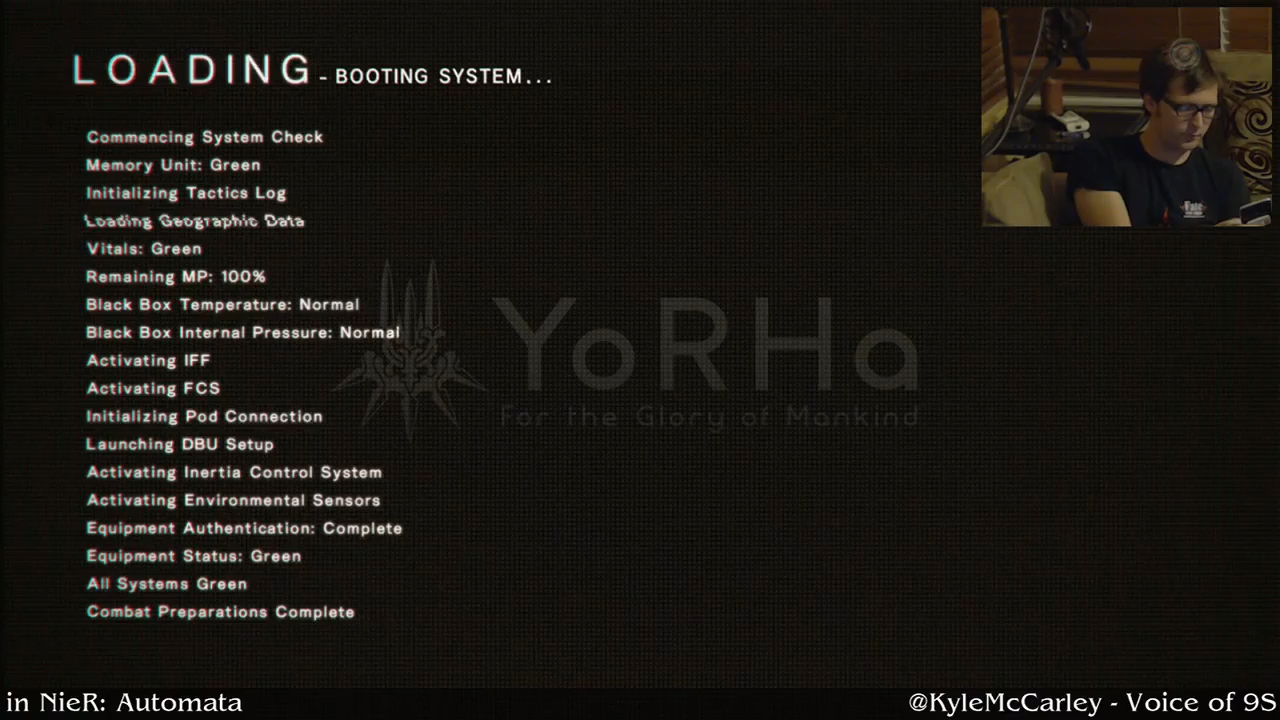 LOADING - BOOTING SYSTEM...
Commencing System Check
Memory Unit: Green
Initializing Tactics Log
Loading Geographic Data
Vitals: Green
Remaining MP: 100%
Black Box Temperature: Normal
Black Box Internal Pressure: Normal
Activating IFF
Activating FCS
Initializing Pod Connection
Launching DBU Setup
Activating Inertia Control System
Activating Environmental Sensors
Equipment Authentication: Complete
Equipment Status: Green
All Systems Green
Combat Preparations Complete
YoRHa
For the Glory of Mankind
Fate
in NieR: Automata
@KyleMcCarley - Voice of 9S